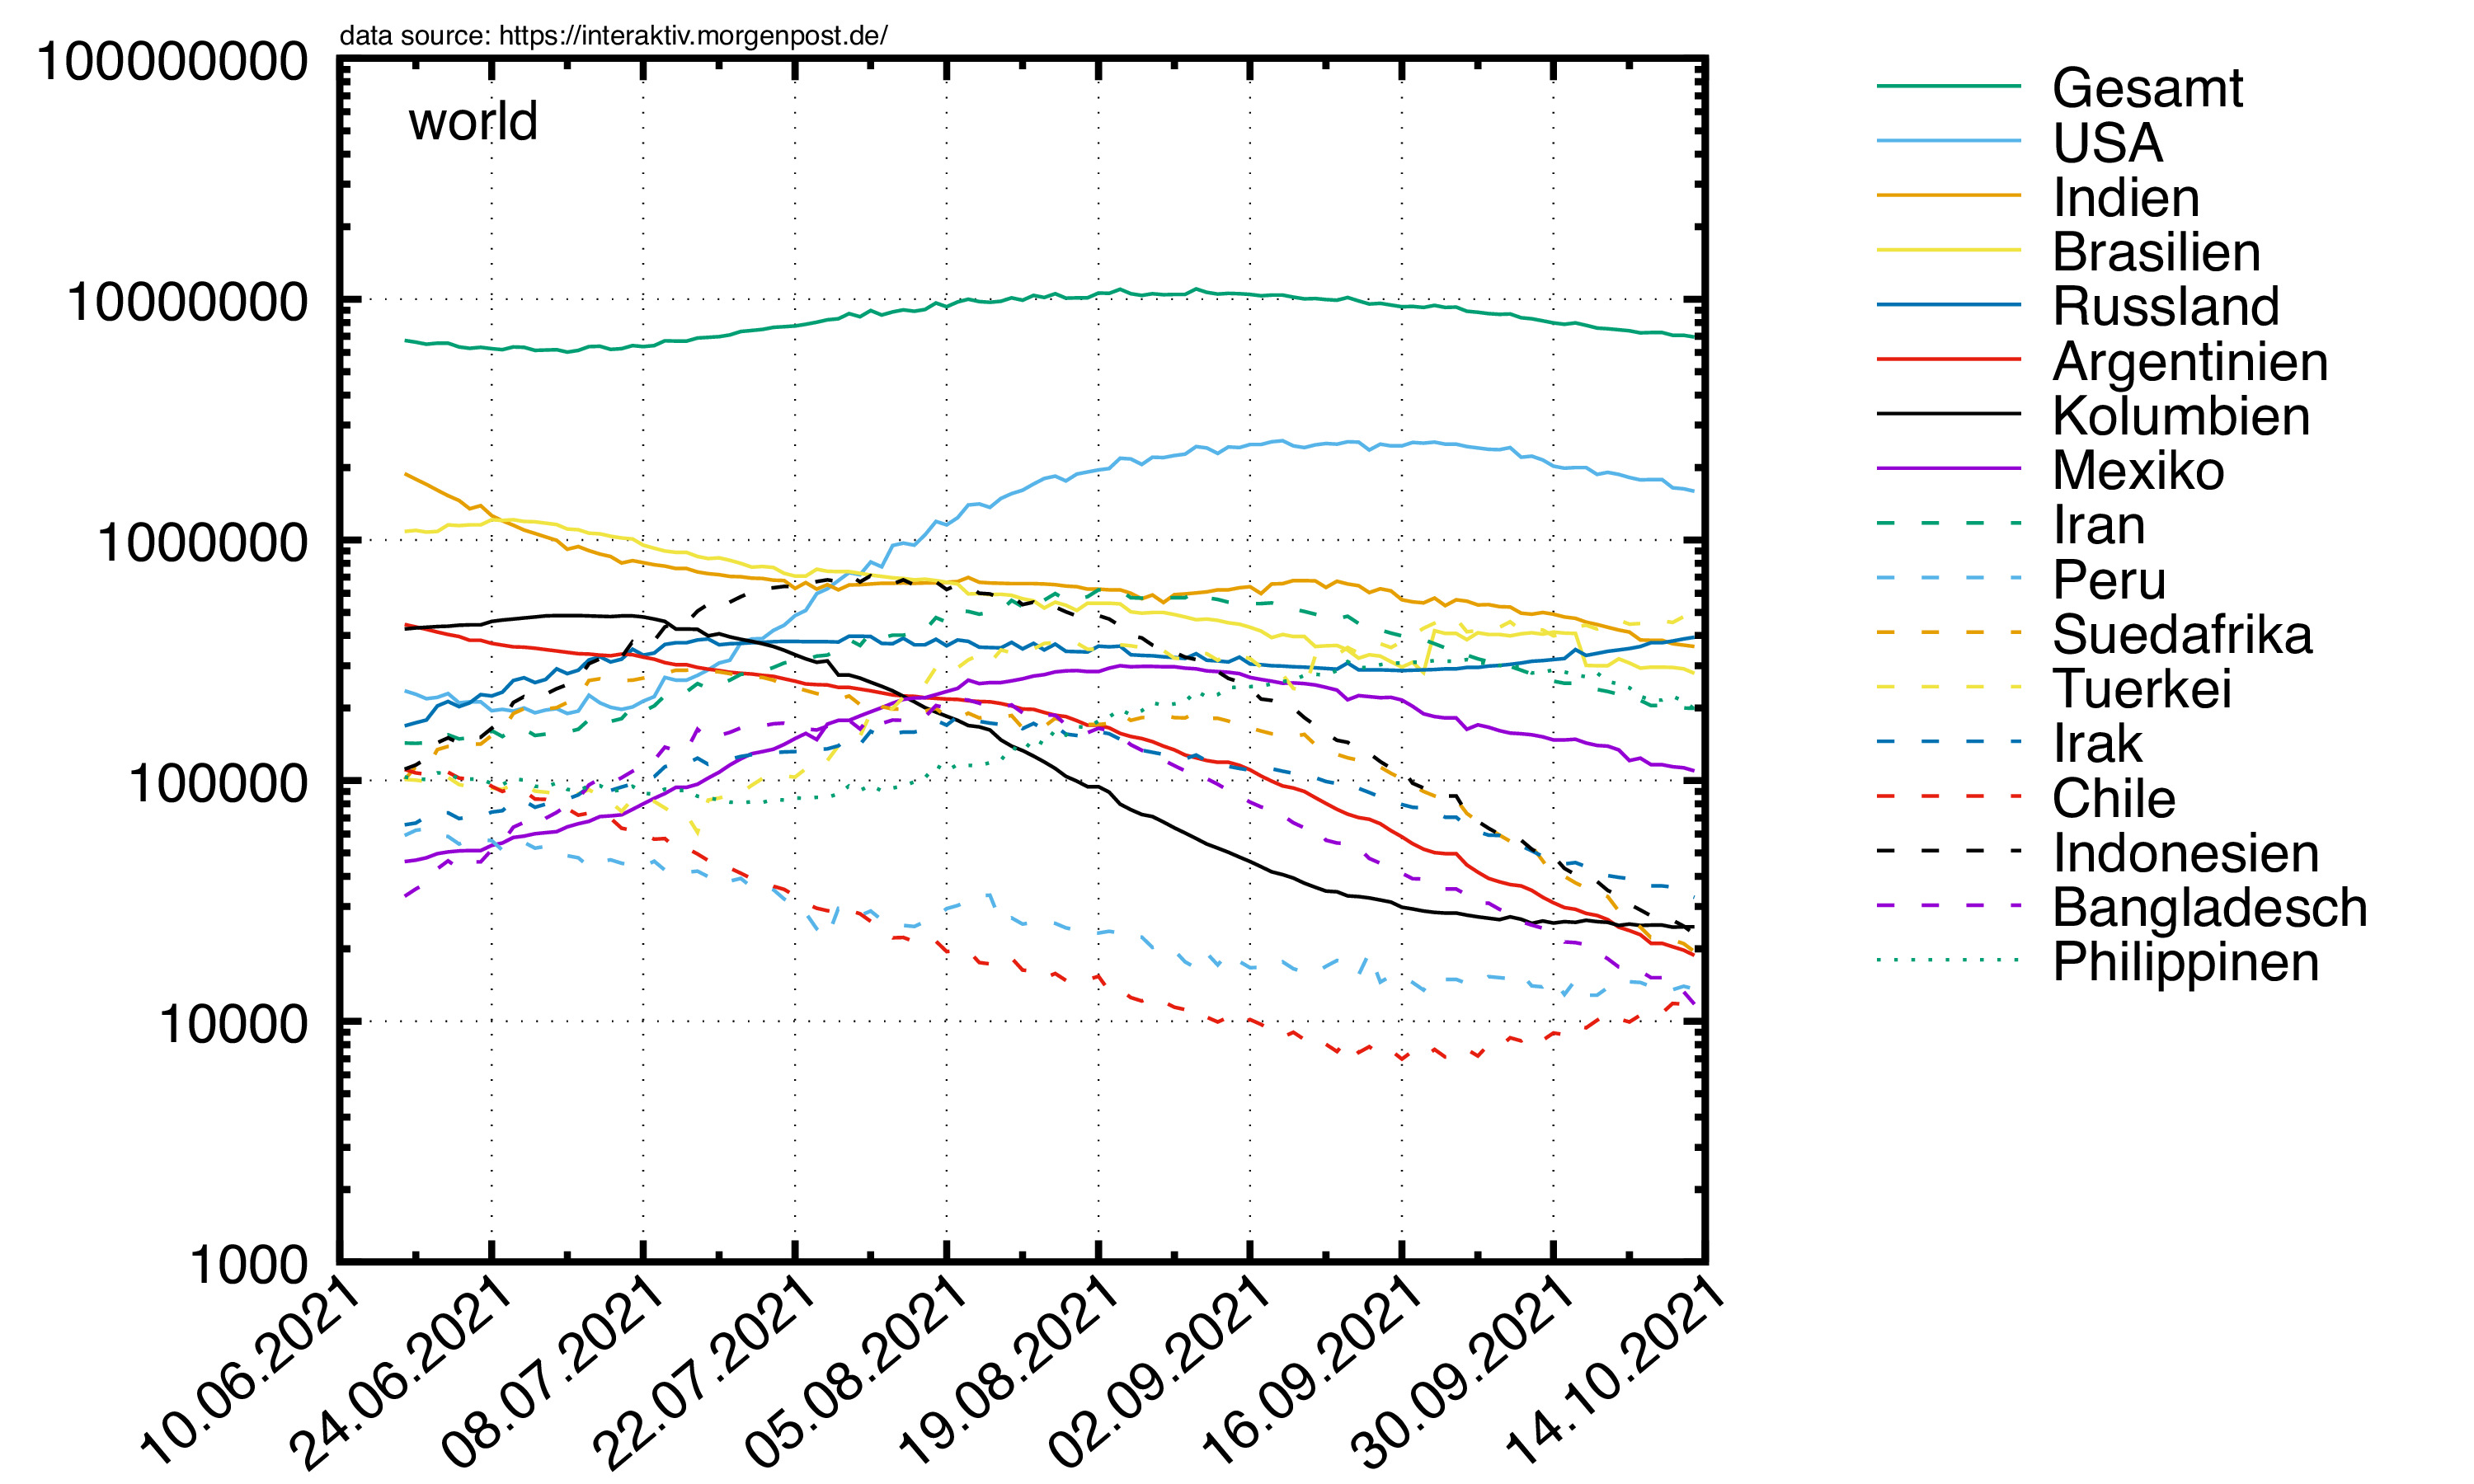 data source: https://interaktiv.morgenpost.de/
world
100000000
10000000
1000000
100000
10000
1000
10.06.2021
24.06.2021
08.07.2021
22.07.2021
05.08.2021
19.08.2021
02.09.2021
16.09.2021
30.09.2021
14.10.2021
Gesamt
USA
Indien
Brasilien
Russland
Argentinien
Kolumbien
Mexiko
Iran
Peru
Suedafrika
Tuerkei
Irak
Chile
Indonesien
Bangladesch
Philippinen